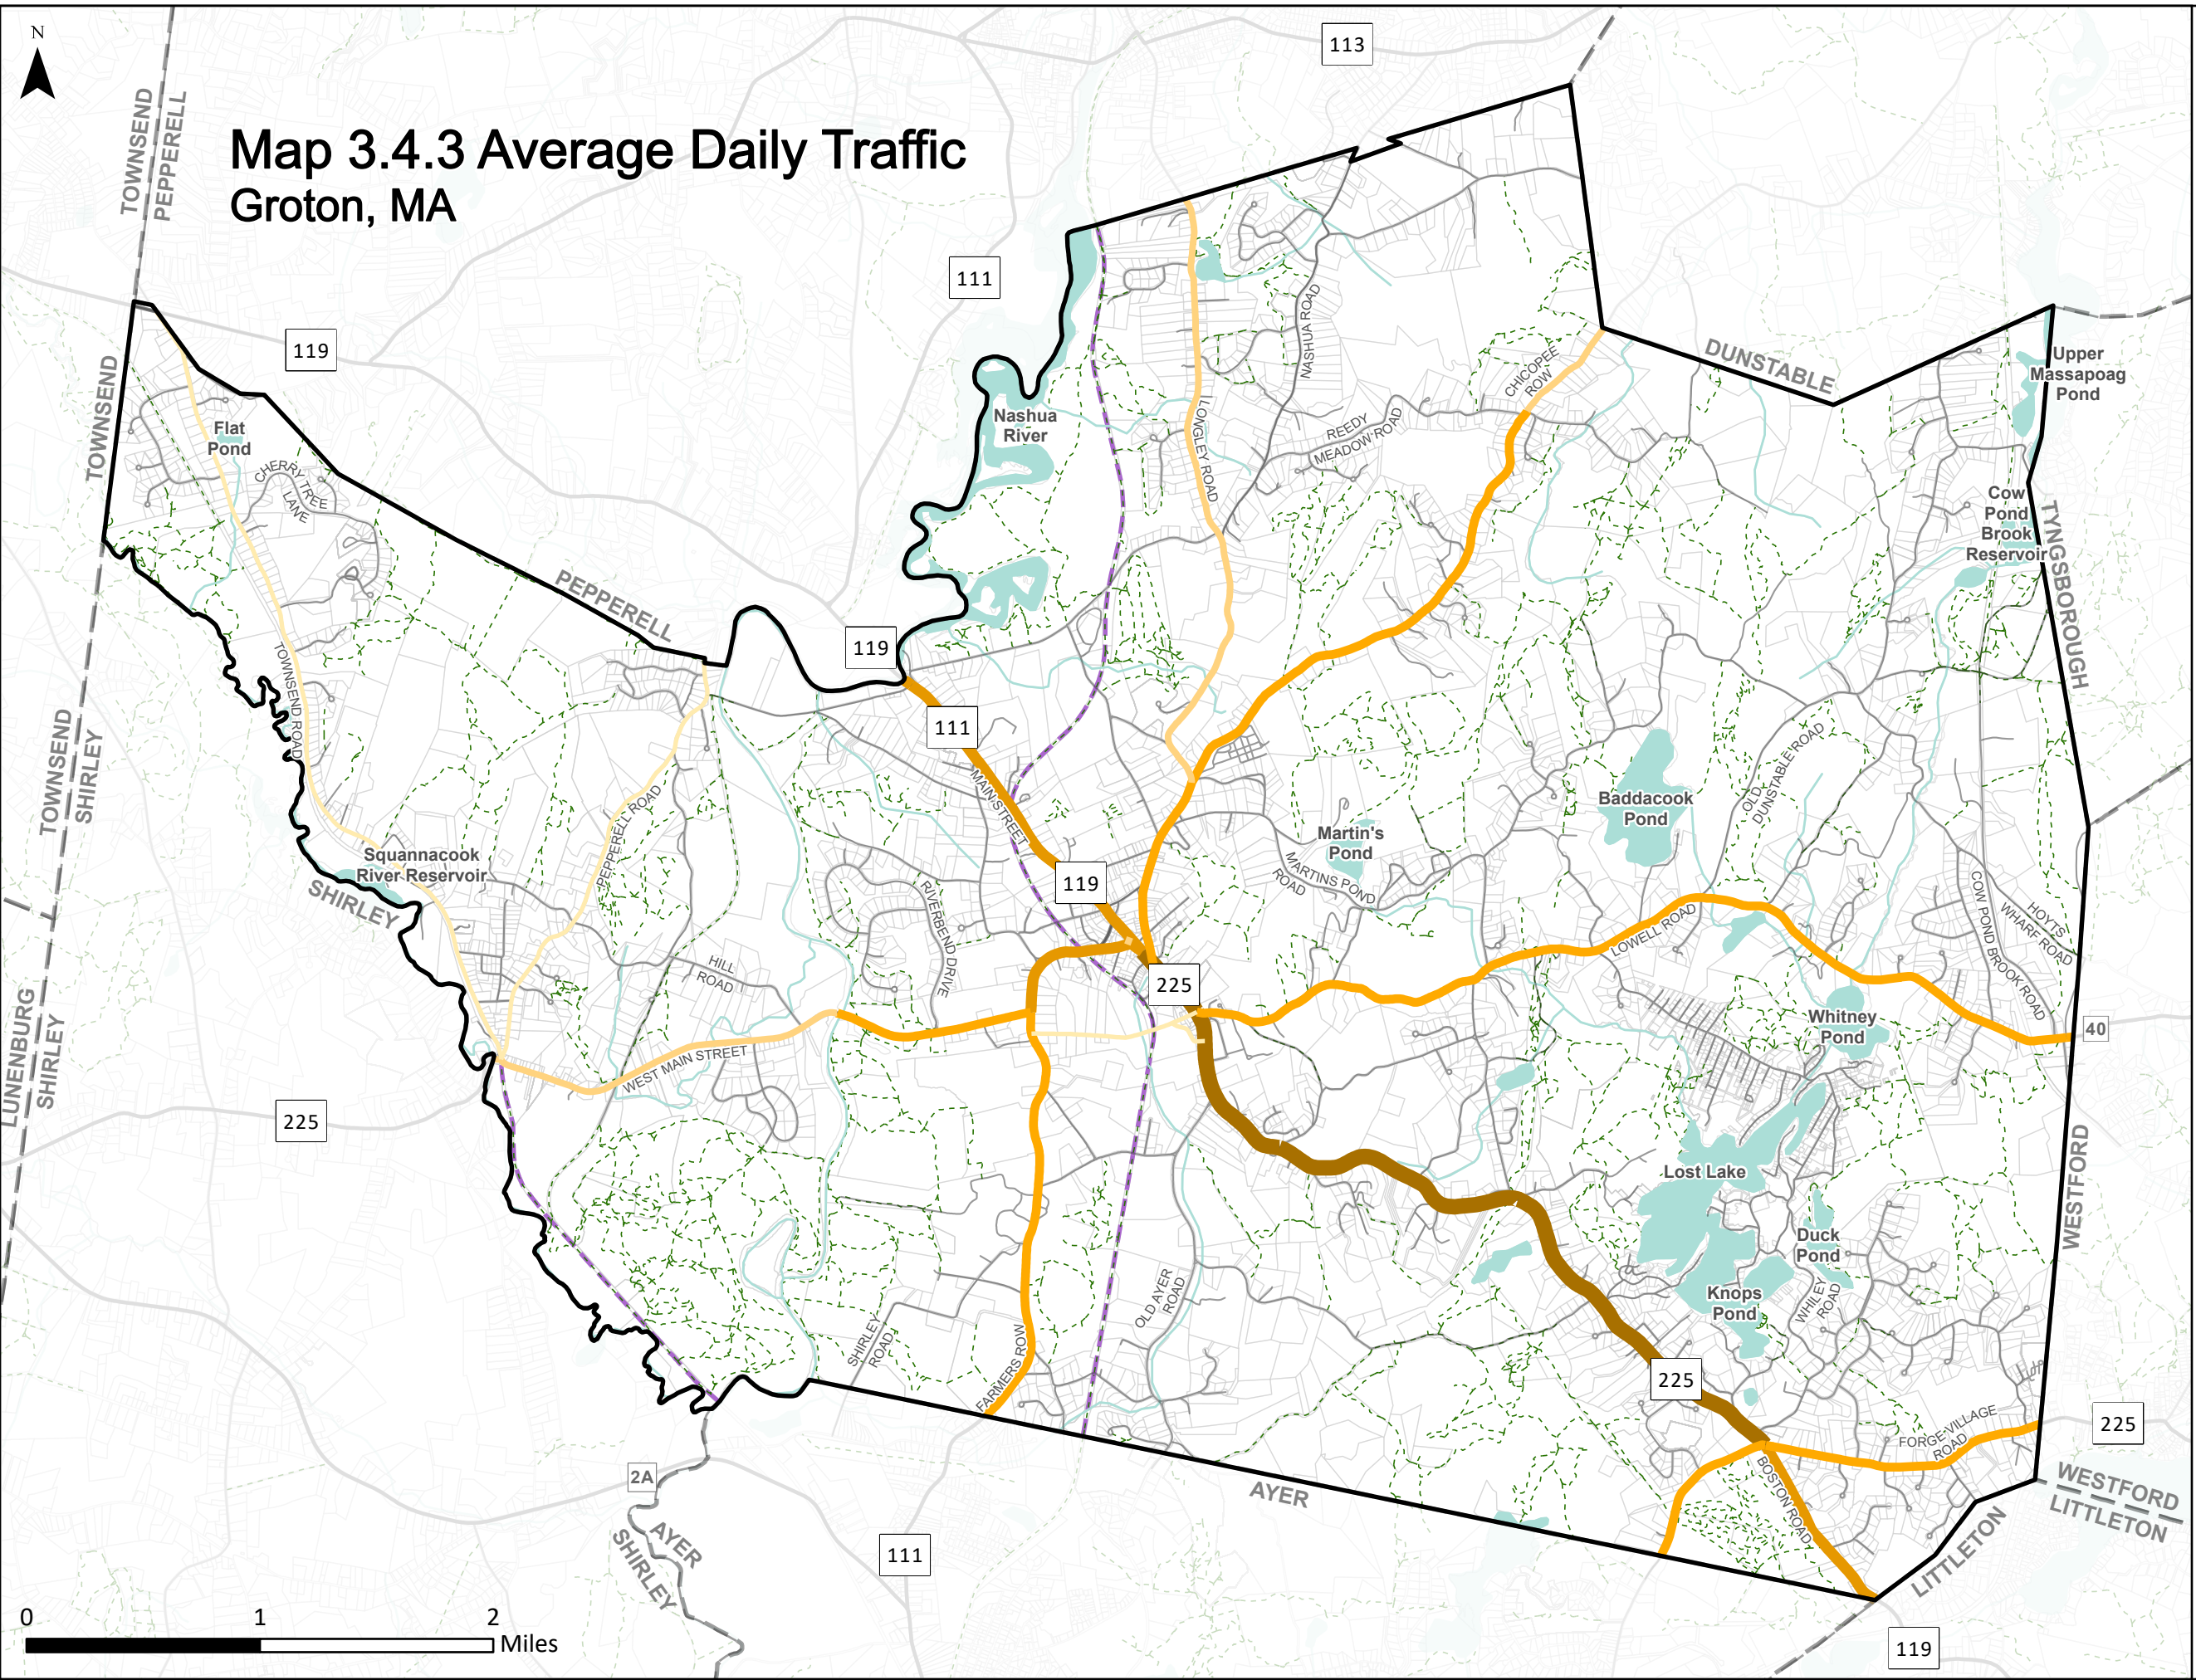 N
113
TOWNSEND
PEPPERELL
Map 3.4.3 Average Daily Traffic
Groton, MA
111
119
NASHUA ROAD
DUNSTABLE
Upper
Massapoag
Pond
CHICOPEE
ROW
TOWNSEND
Flat
Pond
Nashua
River
LONGLEY ROAD
REEDY
MEADOW ROAD
CHERRY TREE
LANE
Cow
Pond
Brook
Reservoir
TYNGSBOROUGH
PEPPERELL
119
TOWNSEND ROAD
111
TOWNSEND
SHIRLEY
MAIN STREET
OLD
DUNSTABLE ROAD
Baddacook
Pond
PEPPERELL ROAD
Martin's
Pond
Squannacook
River Reservoir
MARTINS POND
ROAD
119
SHIRLEY
RIVERBEND DRIVE
COW POND BROOK ROAD
HOYTS
WHARF ROAD
LOWELL ROAD
HILL
ROAD
225
LUNENBURG
SHIRLEY
Whitney
Pond
40
WEST MAIN STREET
225
WESTFORD
Lost Lake
Duck
Pond
OLD AYER
ROAD
Knops
Pond
WHILEY
ROAD
SHIRLEY
ROAD
FARMERS ROW
225
FORGE VILLAGE
ROAD
225
BOSTON ROAD
2A
AYER
WESTFORD
LITTLETON
AYER
SHIRLEY
111
LITTLETON
0 1 2
Miles
119